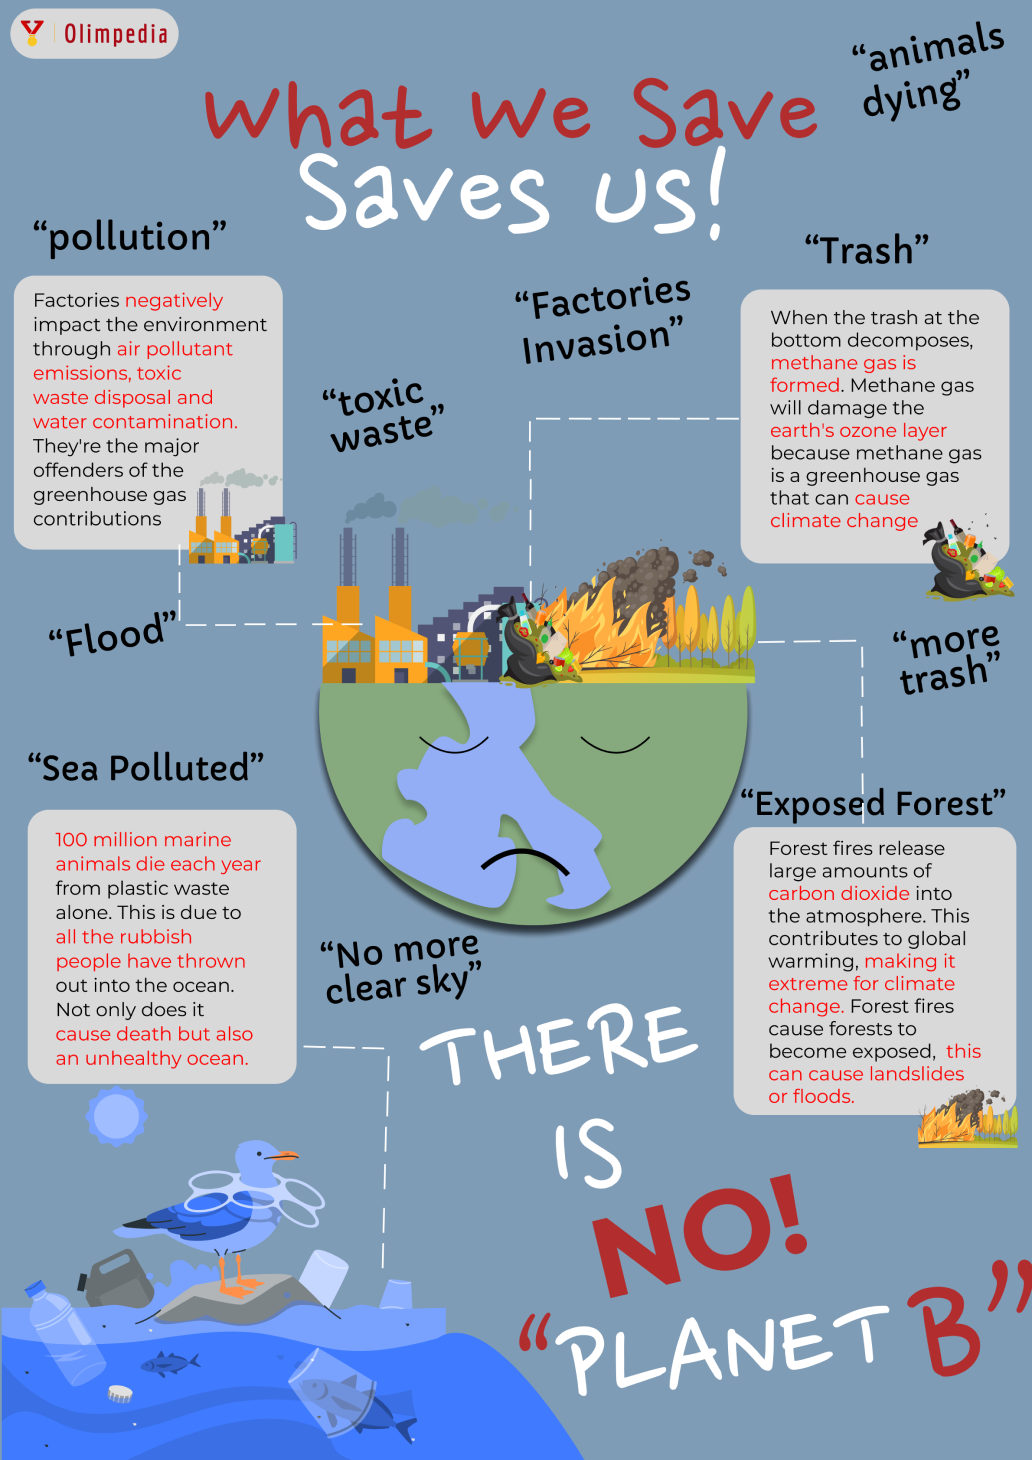 Olimpedia
"animals
dying"
What We Save
Saves us!
"pollution"
Factories negatively
impact the environment
through air pollutant
emissions, toxic
waste disposal and
water contamination.
They're the major
offenders of the
greenhouse gas
contributions
"Trash"
When the trash at the
bottom decomposes,
methane gas is
formed. Methane gas
will damage the
earth's ozone layer
because methane gas
is a greenhouse gas
that can cause
climate change
"Factories
Invasion"
"toxic
waste"
"Flood"
"more
trash"
"Sea Polluted"
100 million marine
animals die each year
from plastic waste
alone. This is due to
all the rubbish
people have thrown
out into the ocean.
Not only does it
cause death but also
an unhealthy ocean.
"Exposed Forest"
Forest fires release
large amounts of
carbon dioxide into
the atmosphere. This
contributes to global
warming, making it
extreme for climate
change. Forest fires
cause forests to
become exposed, this
can cause landslides
or floods.
"No more
clear sky"
THERE
IS
NO!
"PLANET B"